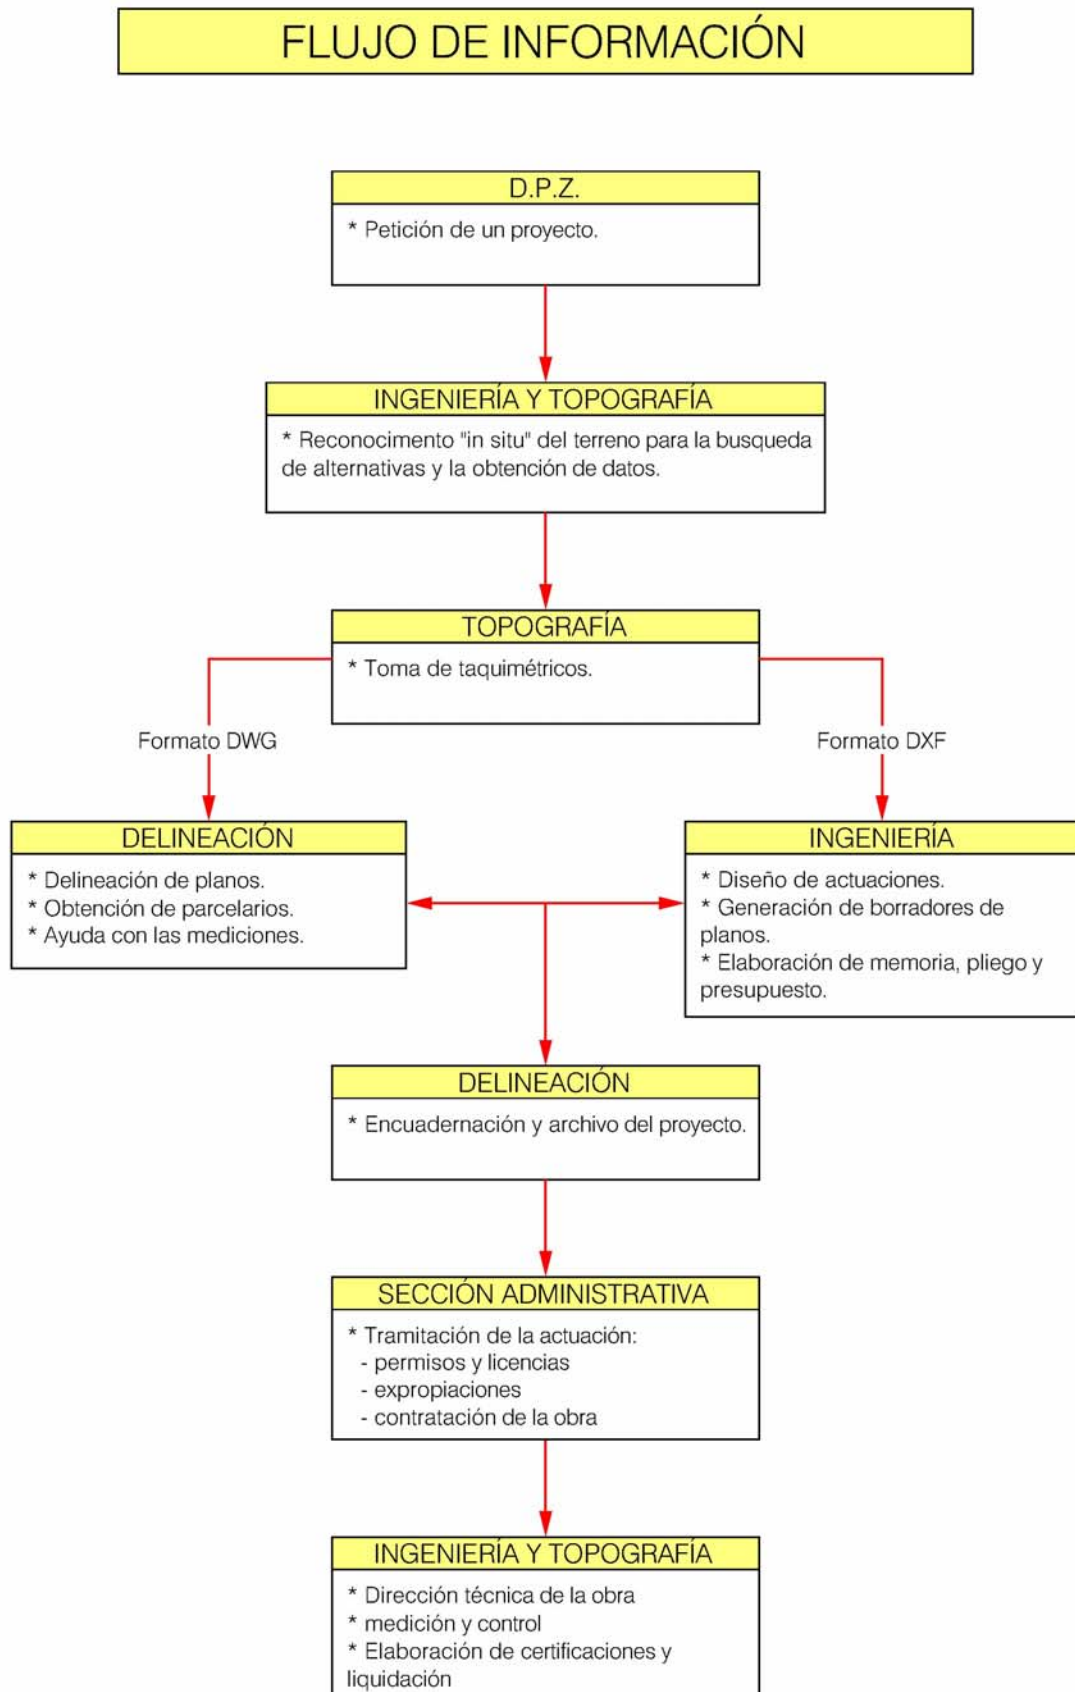 FLUJO DE INFORMACIÓN
D.P.Z.
* Petición de un proyecto.
INGENIERÍA Y TOPOGRAFÍA
* Reconocimento "in situ" del terreno para la busqueda
de alternativas y la obtención de datos.
TOPOGRAFÍA
* Toma de taquimétricos.
Formato DWG
Formato DXF
DELINEACIÓN
* Delineación de planos.
* Obtención de parcelarios.
* Ayuda con las mediciones.
INGENIERÍA
* Diseño de actuaciones.
* Generación de borradores de
planos.
* Elaboración de memoria, pliego y
presupuesto.
DELINEACIÓN
* Encuadernación y archivo del proyecto.
SECCIÓN ADMINISTRATIVA
* Tramitación de la actuación:
- permisos y licencias
- expropiaciones
- contratación de la obra
INGENIERÍA Y TOPOGRAFÍA
* Dirección técnica de la obra
* medición y control
* Elaboración de certificaciones y
liquidación